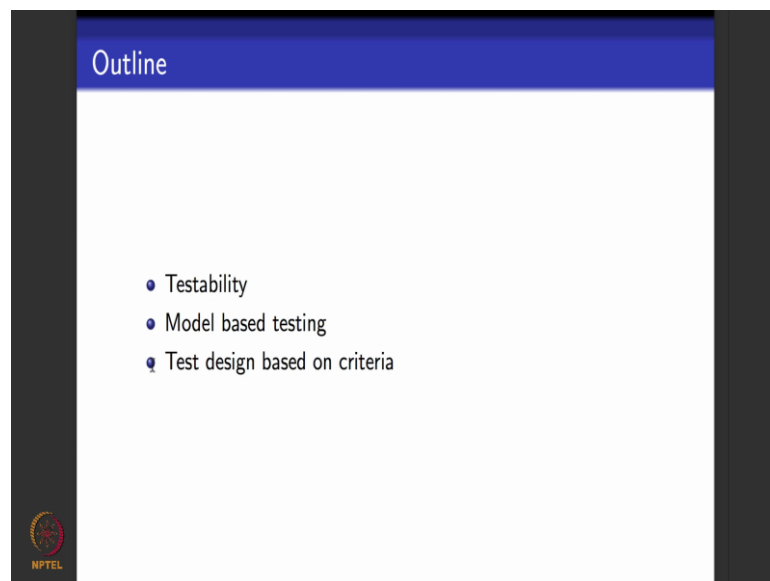 Outline
Testability
Model based testing
Test design based on criteria
NPTEL